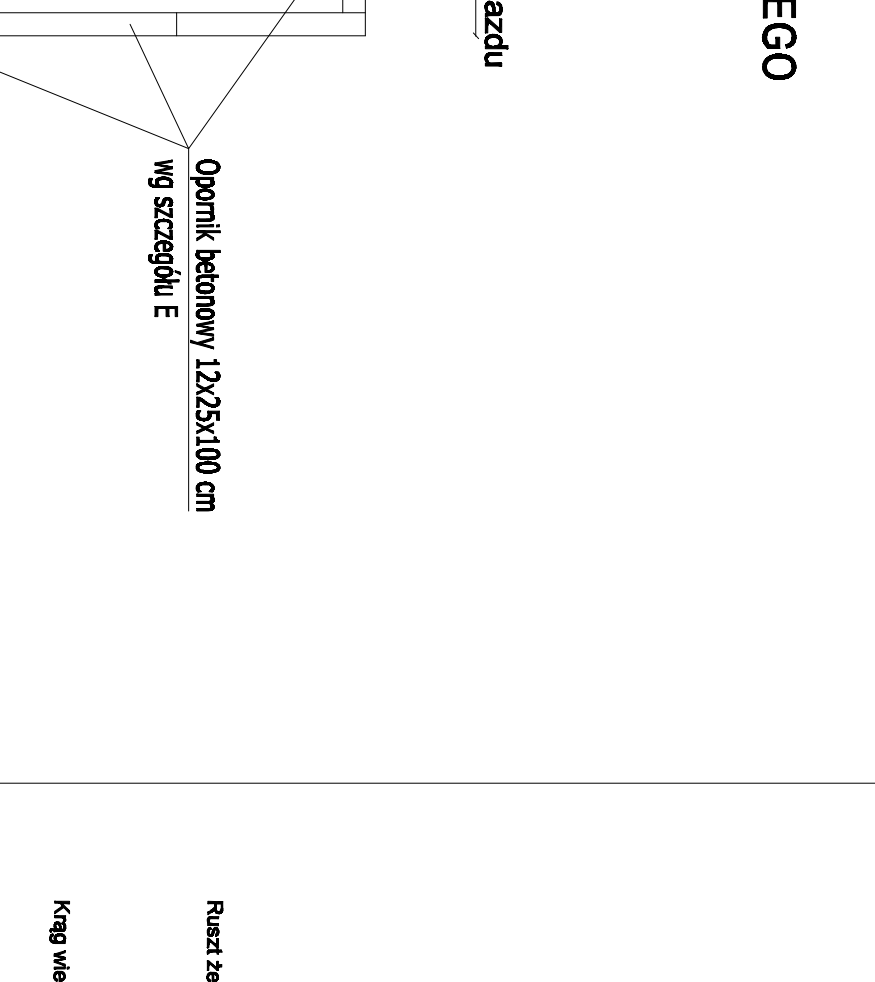 EGO
azdu
Opornik betonowy 12x25x100 cm
wg szczegółu E
Ruszt że
Krąg wie